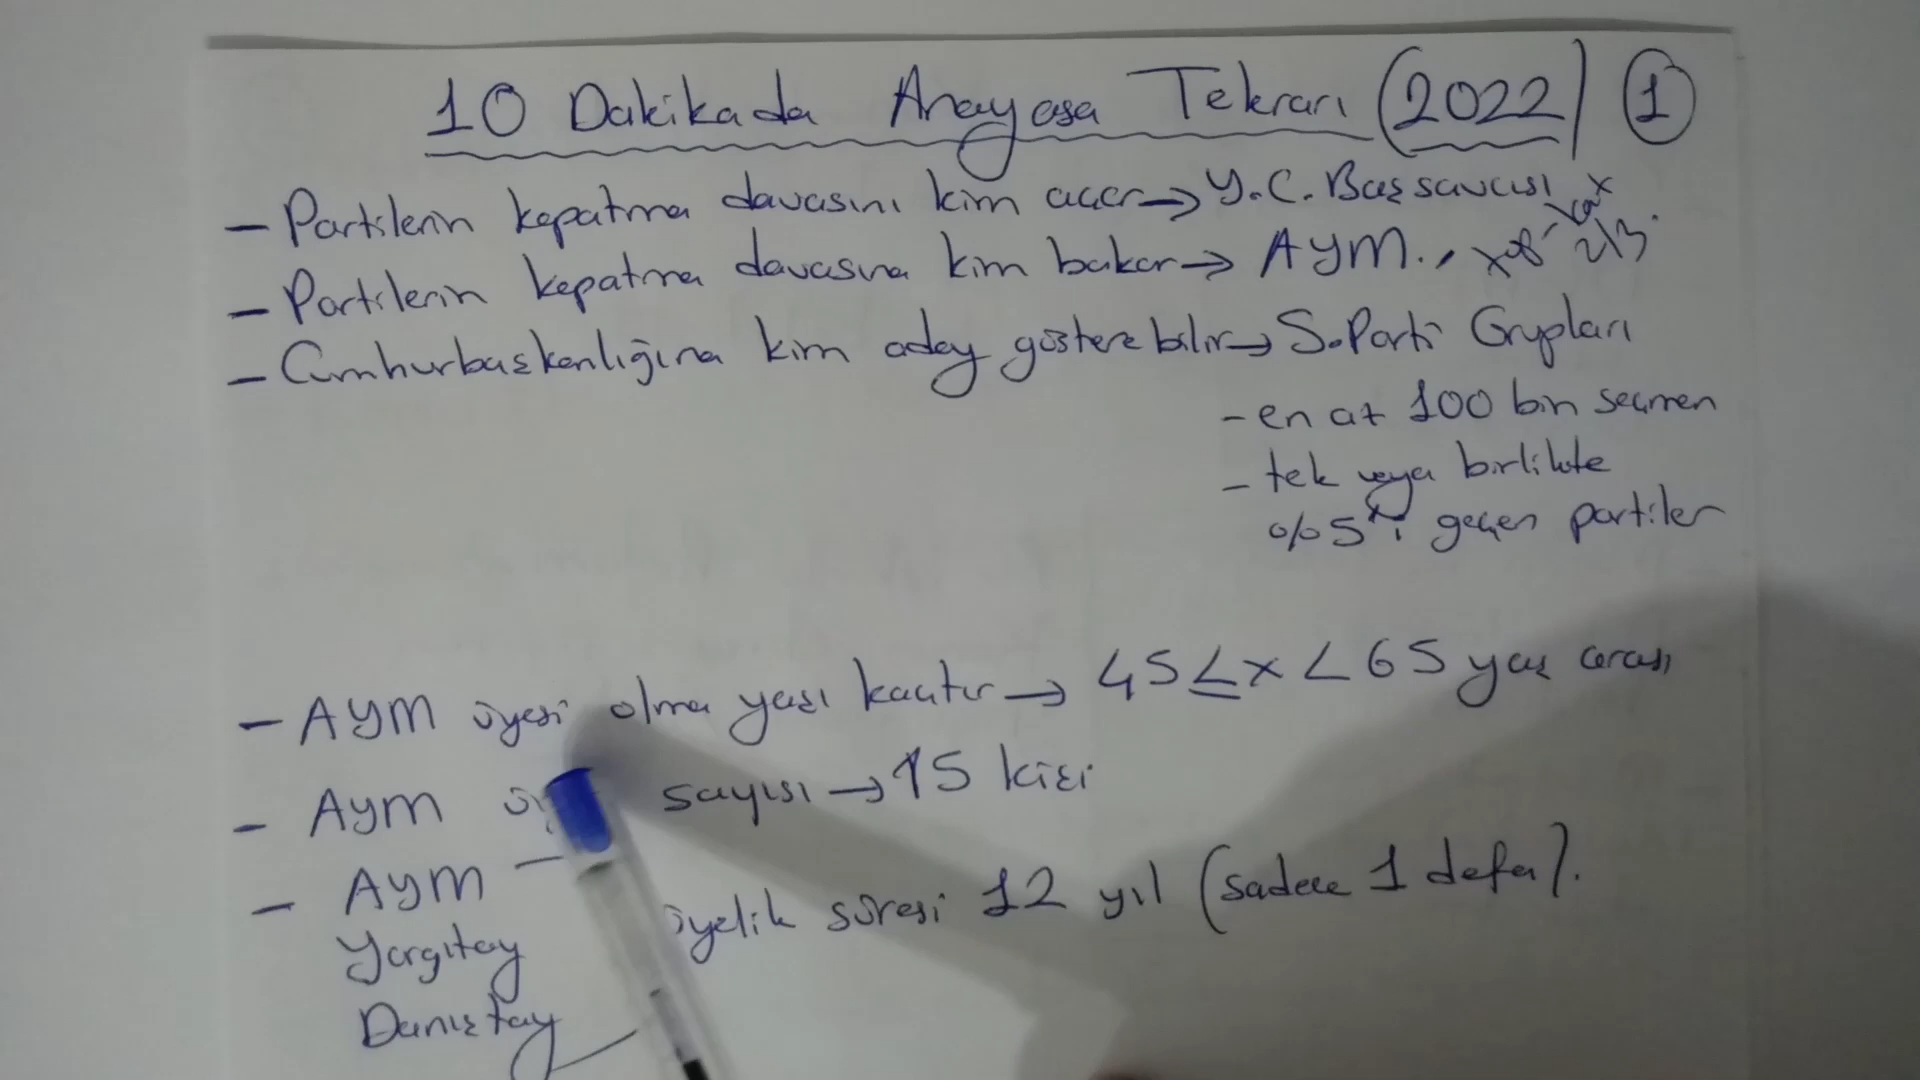 10 Dakikada Anayasa Tekrarı (2022) 1
- Partilerin kapatma davasını kim açar → Y.C. Başsavcısı
- Partilerin kapatma davasına kim bakar → AYM. 2/3
- Cumhurbaşkanlığına kim aday gösterebilir → S.Parti Grupları
- en az 100 bin seçmen
- tek veya birlikte
%5'i geçen partiler
- AYM üyesi olma yaşı kaçtır → 45 ≤ x < 65 yaş arası
- AYM sayısı → 15 kişi
- AYM
Yargıtay üyelik süresi 12 yıl (sadece 1 defa).
Danıştay